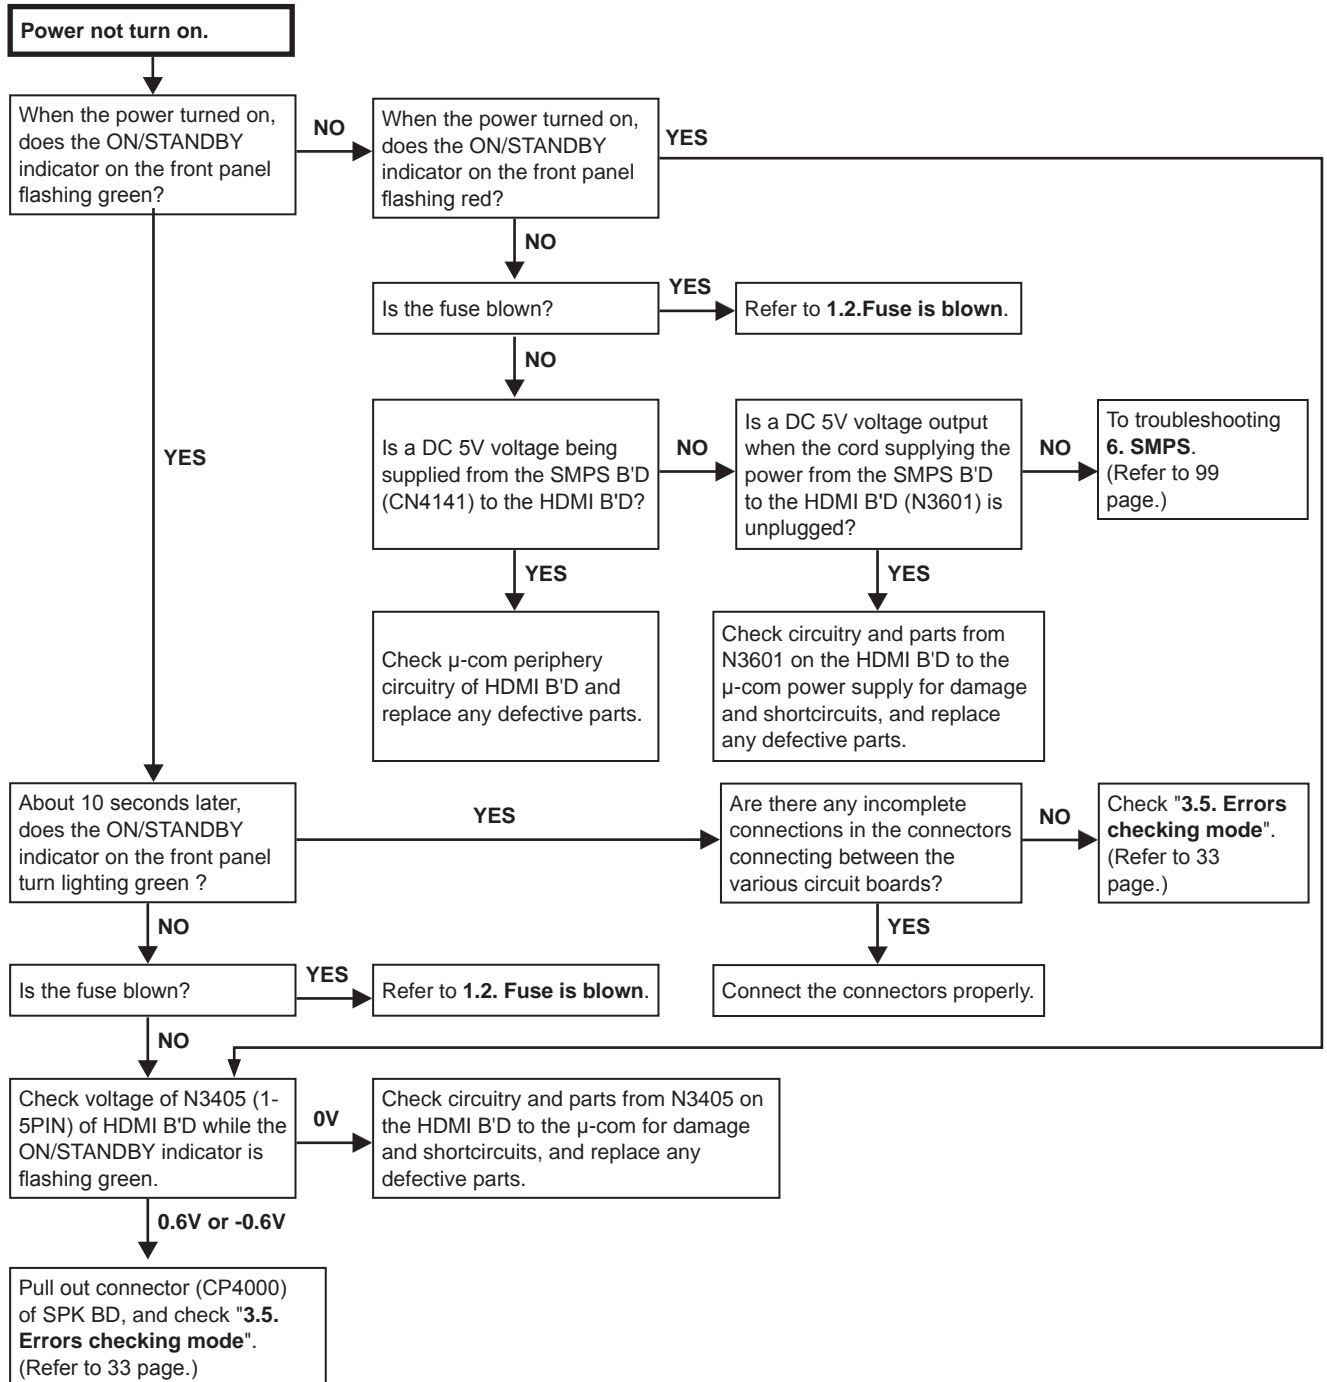 Power not turn on.
When the power turned on,
does the ON/STANDBY
indicator on the front panel
flashing green?
NO
When the power turned on,
does the ON/STANDBY
indicator on the front panel
flashing red?
YES
NO
Is the fuse blown?
YES
Refer to 1.2.Fuse is blown.
NO
YES
Is a DC 5V voltage being
supplied from the SMPS B'D
(CN4141) to the HDMI B'D?
NO
Is a DC 5V voltage output
when the cord supplying the
power from the SMPS B'D
to the HDMI B'D (N3601) is
unplugged?
NO
To troubleshooting
6. SMPS.
(Refer to 99
page.)
YES
YES
Check µ-com periphery
circuitry of HDMI B'D and
replace any defective parts.
Check circuitry and parts from
N3601 on the HDMI B'D to the
µ-com power supply for damage
and shortcircuits, and replace
any defective parts.
About 10 seconds later,
does the ON/STANDBY
indicator on the front panel
turn lighting green ?
YES
Are there any incomplete
connections in the connectors
connecting between the
various circuit boards?
NO
Check "3.5. Errors
checking mode".
(Refer to 33
page.)
NO
YES
Is the fuse blown?
YES
Refer to 1.2. Fuse is blown.
Connect the connectors properly.
NO
Check voltage of N3405 (1-
5PIN) of HDMI B'D while the
ON/STANDBY indicator is
flashing green.
0V
Check circuitry and parts from N3405 on
the HDMI B'D to the µ-com for damage
and shortcircuits, and replace any
defective parts.
0.6V or -0.6V
Pull out connector (CP4000)
of SPK BD, and check "3.5.
Errors checking mode".
(Refer to 33 page.)